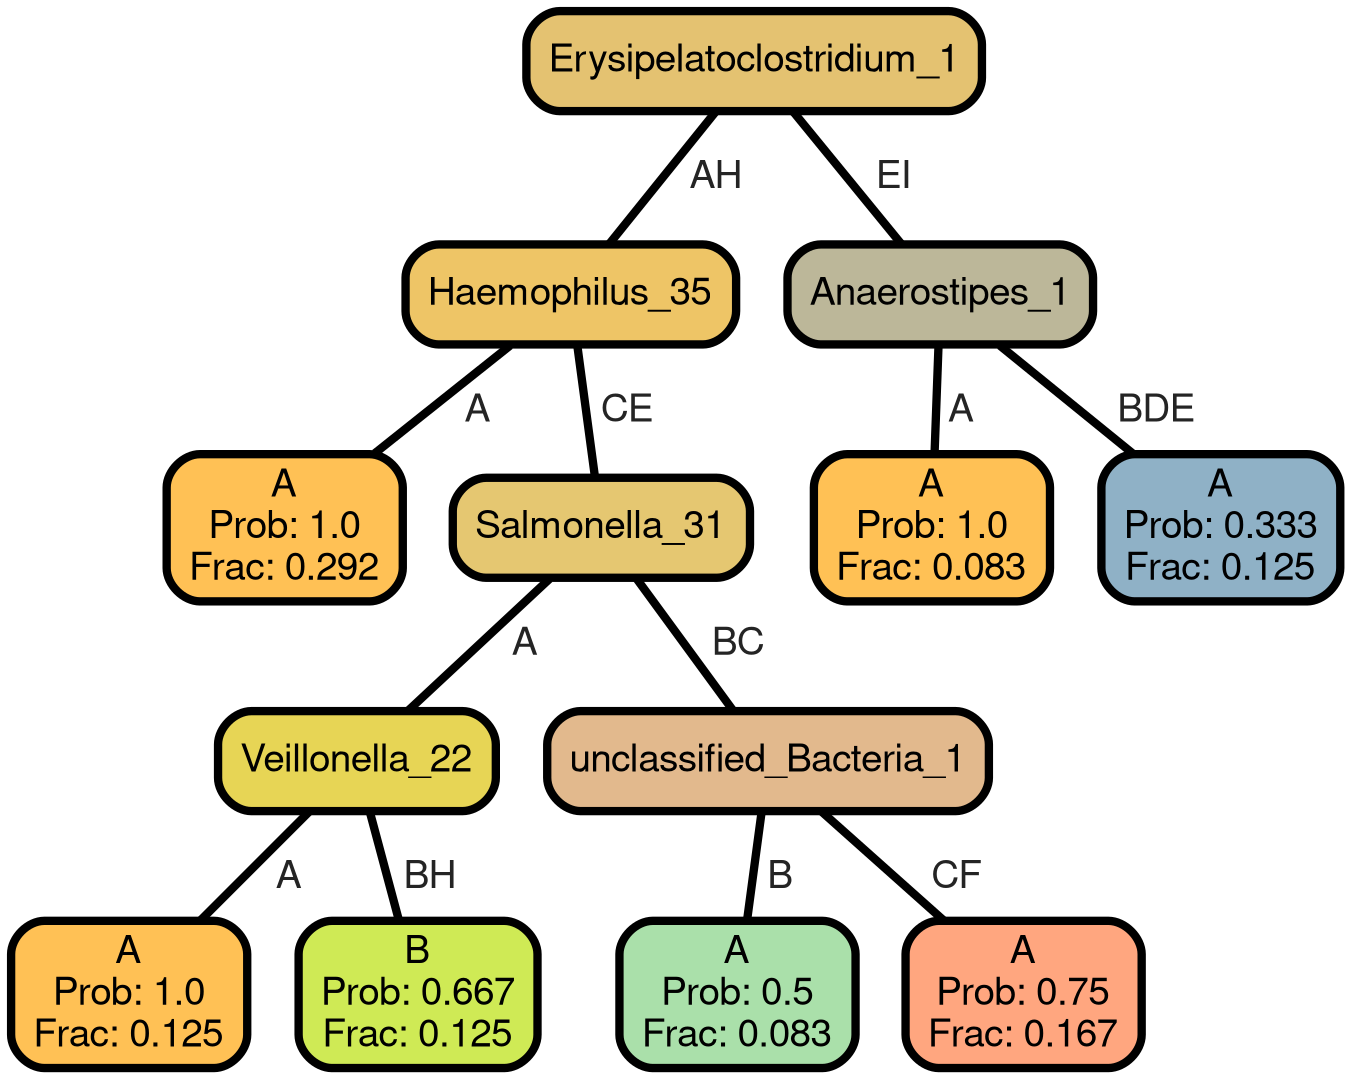 Erysipelatoclostridium_1
AH
EI
Haemophilus_35
Anaerostipes_1
A
CE
A
BDE
A
Prob: 1.0
Frac: 0.292
Salmonella_31
A
Prob: 1.0
Frac: 0.083
A
Prob: 0.333
Frac: 0.125
A
BC
Veillonella_22
unclassified_Bacteria_1
A
BH
B
CF
A
Prob: 1.0
Frac: 0.125
B
Prob: 0.667
Frac: 0.125
A
Prob: 0.5
Frac: 0.083
A
Prob: 0.75
Frac: 0.167